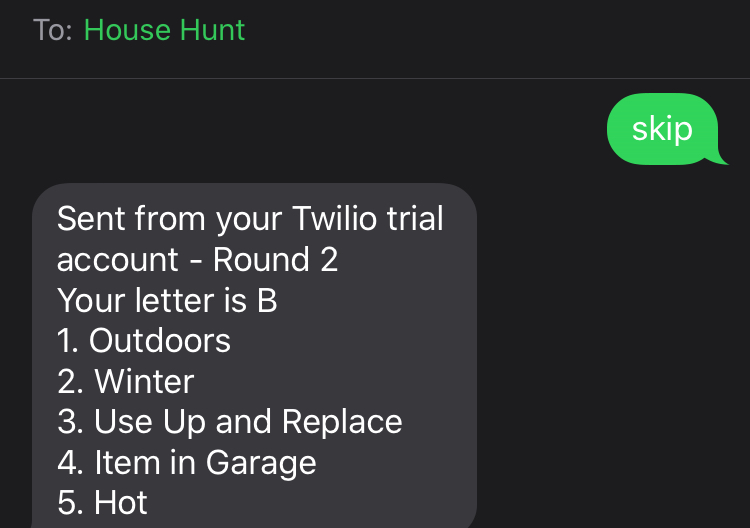 To: House Hunt
skip
Sent from your Twilio trial
account - Round 2
Your letter is B
1. Outdoors
2. Winter
3. Use Up and Replace
4. Item in Garage
5. Hot